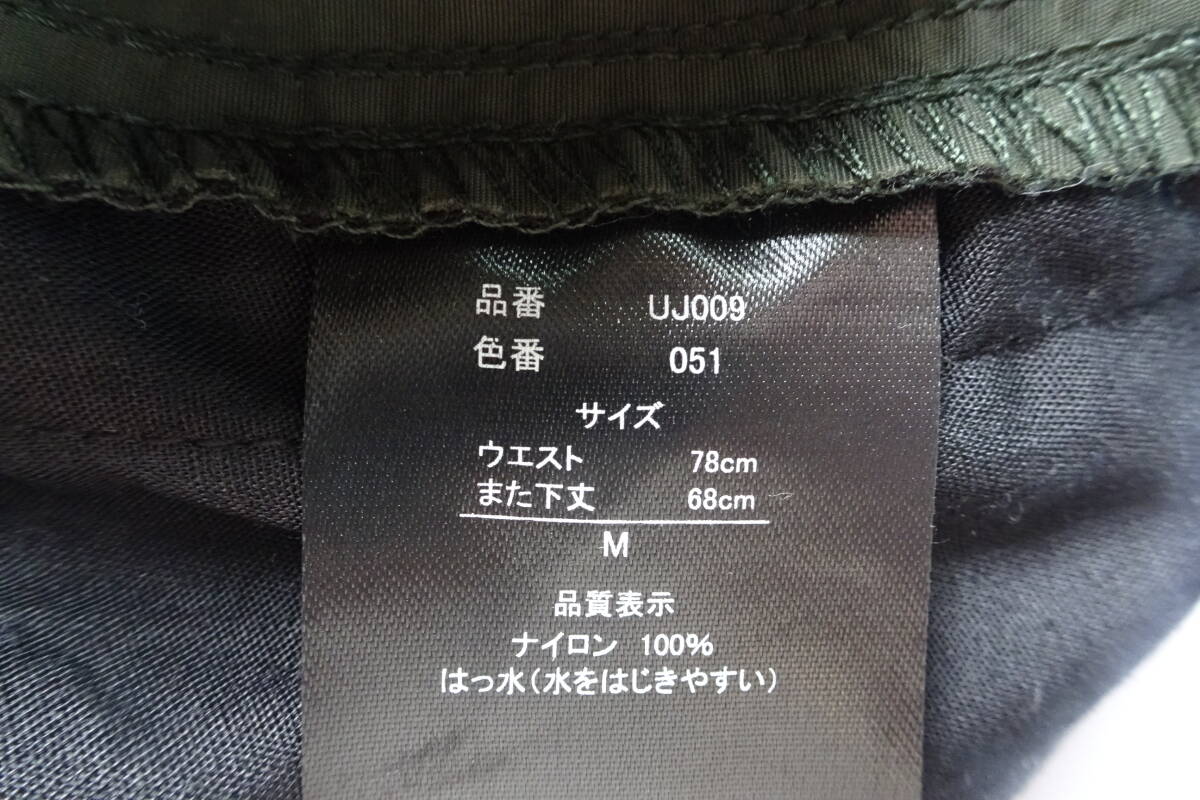 品番 UJ009
色番 051
サイズ
ウエスト 78cm
また下丈 68cm
M
品質表示
ナイロン 100%
はっ水(水をはじきやすい)